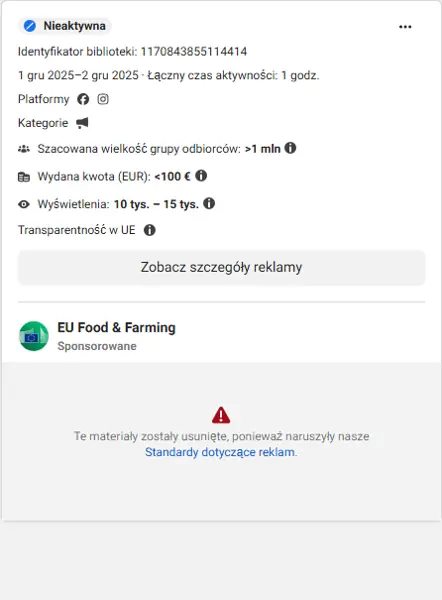 Nieaktywna
Identyfikator biblioteki: 1170843855114414
1 gru 2025–2 gru 2025 · Łączny czas aktywności: 1 godz.
Platformy
Kategorie
Szacowana wielkość grupy odbiorców: >1 mln
Wydana kwota (EUR): <100 €
Wyświetlenia: 10 tys. – 15 tys.
Transparentność w UE
Zobacz szczegóły reklamy
EU Food & Farming
Sponsorowane
Te materiały zostały usunięte, ponieważ naruszyły nasze
Standardy dotyczące reklam.